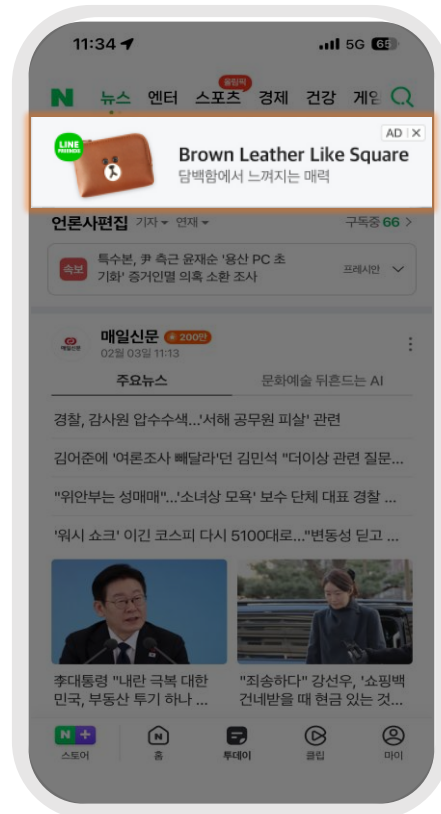 11:34
5G 65
올림픽
N 뉴스 엔터 스포츠 경제 건강 게임
LINE
FRIENDS
AD X
Brown Leather Like Square
담백함에서 느껴지는 매력
언론사편집 기자 연재 구독중 66
속보
특수본, 尹 측근 윤재순 '용산 PC 초
기화' 증거인멸 의혹 소환 조사
프레시안
매일신문
매일신문 200만
02월 03일 11:13
주요뉴스 문화예술 뒤흔드는 AI
경찰, 감사원 압수수색...'서해 공무원 피살' 관련
김어준에 '여론조사 빼달라'던 김민석 "더이상 관련 질문...
"위안부는 성매매"...'소녀상 모욕' 보수 단체 대표 경찰 ...
'워시 쇼크' 이긴 코스피 다시 5100대로..."변동성 딛고 ...
李대통령 "내란 극복 대한
민국, 부동산 투기 하나 ...
"죄송하다" 강선우, '쇼핑백
건네받을 때 현금 있는 것...
N+
스토어 홈 투데이 클립 마이